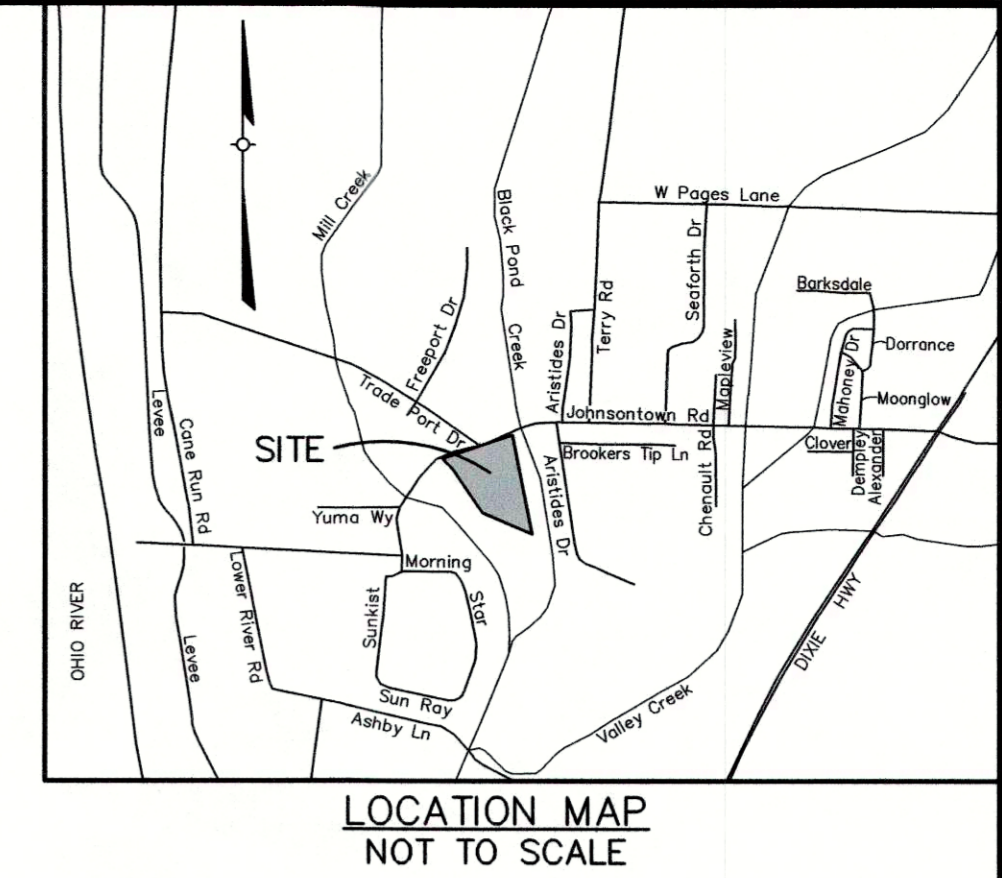 W Pages Lane
Mill Creek
Black Pond Creek
Seaforth Dr
Barksdale
Freeport Dr
Terry Rd
Aristides Dr
Mapleview
Mahoney Dr
Dorrance
Moonglow
Levee
Cane Run Rd
Trade Port Dr
Johnsontown Rd
SITE
Brookers Tip Ln
Chenault Rd
Clover
Dempley
Alexander
Aristides Dr
Yuma Wy
Morning Star
Sunkist
Lower River Rd
OHIO RIVER
Levee
Sun Ray
Ashby Ln
Valley Creek
DIXIE HWY
LOCATION MAP
NOT TO SCALE